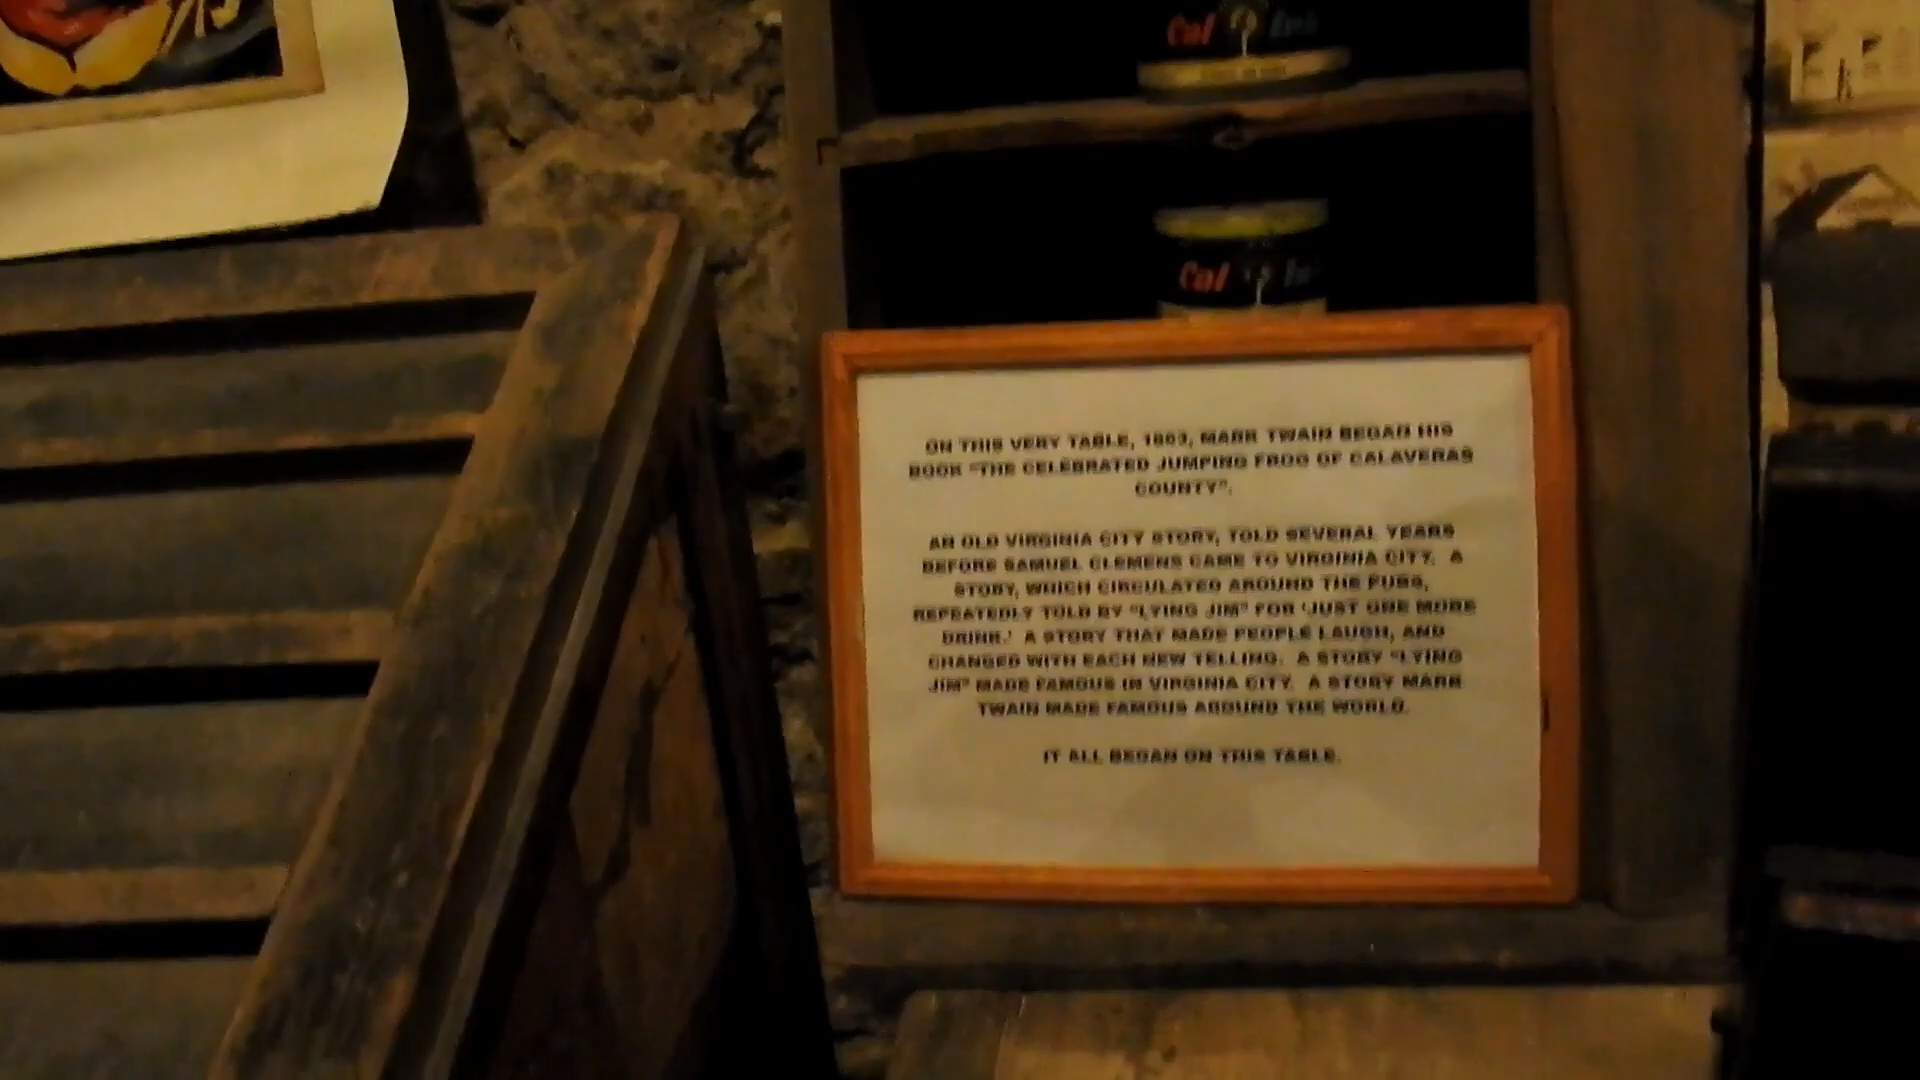 Cal Ink
Cal Ink
ON THIS VERY TABLE, 1863, MARK TWAIN BEGAN HIS
BOOK "THE CELEBRATED JUMPING FROG OF CALAVERAS
COUNTY".
AN OLD VIRGINIA CITY STORY, TOLD SEVERAL YEARS
BEFORE SAMUEL CLEMENS CAME TO VIRGINIA CITY. A
STORY, WHICH CIRCULATED AROUND THE PUBS,
REPEATEDLY TOLD BY "LYING JIM" FOR 'JUST ONE MORE
DRINK.' A STORY THAT MADE PEOPLE LAUGH, AND
CHANGED WITH EACH NEW TELLING. A STORY "LYING
JIM" MADE FAMOUS IN VIRGINIA CITY. A STORY MARK
TWAIN MADE FAMOUS AROUND THE WORLD.
IT ALL BEGAN ON THIS TABLE.